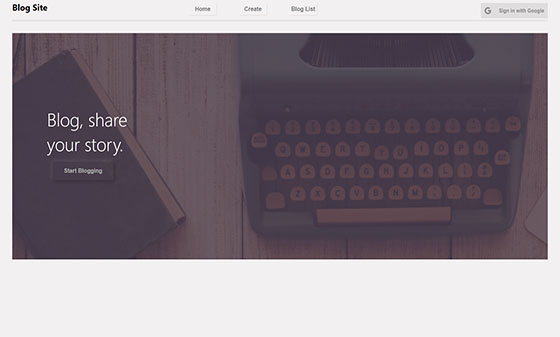 Blog Site
Home
Create
Blog List
Sign in with Google
Blog, share
your story.
Start Blogging